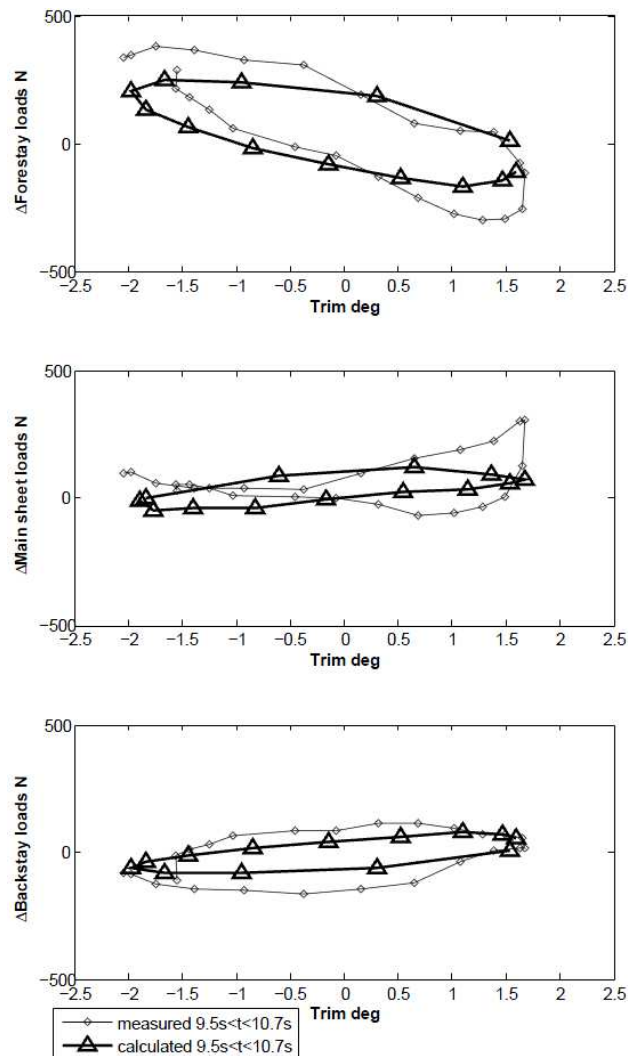 500
ΔForestay loads N
0
−500
−2.5 −2 −1.5 −1 −0.5 0 0.5 1 1.5 2 2.5
Trim deg
500
ΔMain sheet loads N
0
−500
−2.5 −2 −1.5 −1 −0.5 0 0.5 1 1.5 2 2.5
Trim deg
500
ΔBackstay loads N
0
−500
−2.5 −2 −1.5 −1 −0.5 0 0.5 1 1.5 2 2.5
Trim deg
measured 9.5s<t<10.7s
calculated 9.5s<t<10.7s